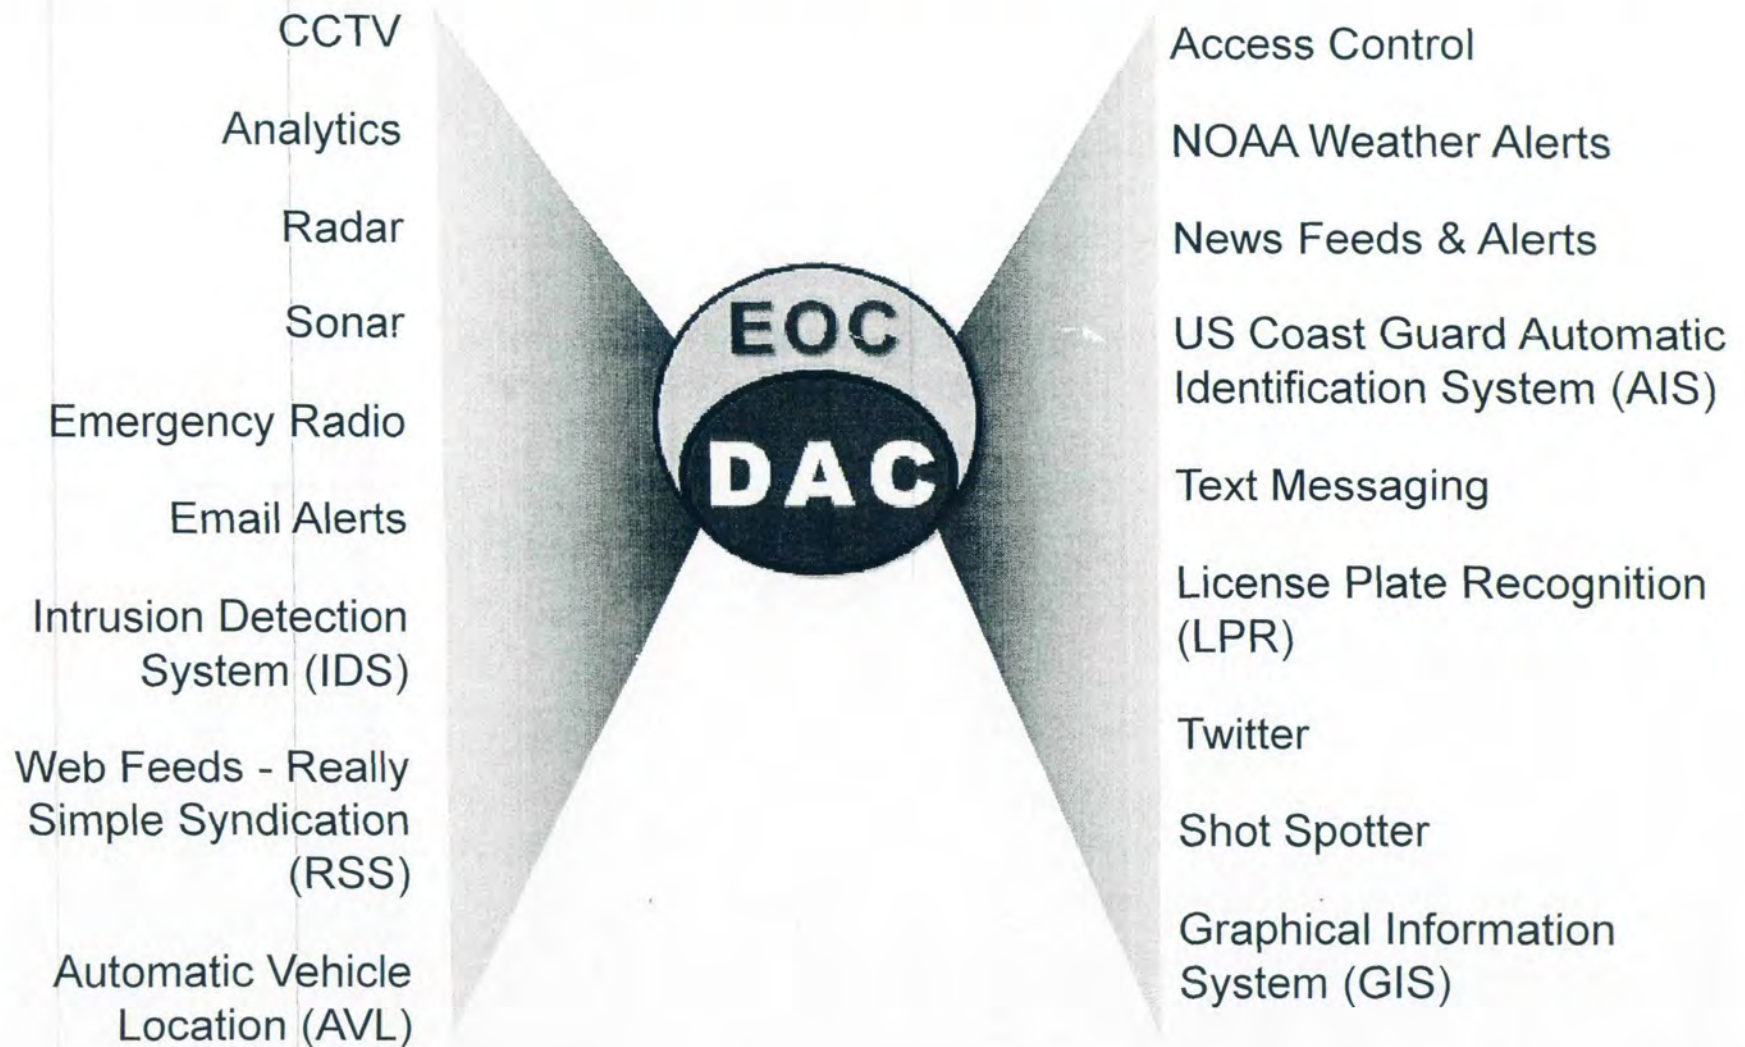 CCTV
Analytics
Radar
Sonar
Emergency Radio
Email Alerts
Intrusion Detection
System (IDS)
Web Feeds - Really
Simple Syndication
(RSS)
Automatic Vehicle
Location (AVL)
EOC
DAC
Access Control
NOAA Weather Alerts
News Feeds & Alerts
US Coast Guard Automatic
Identification System (AIS)
Text Messaging
License Plate Recognition
(LPR)
Twitter
Shot Spotter
Graphical Information
System (GIS)